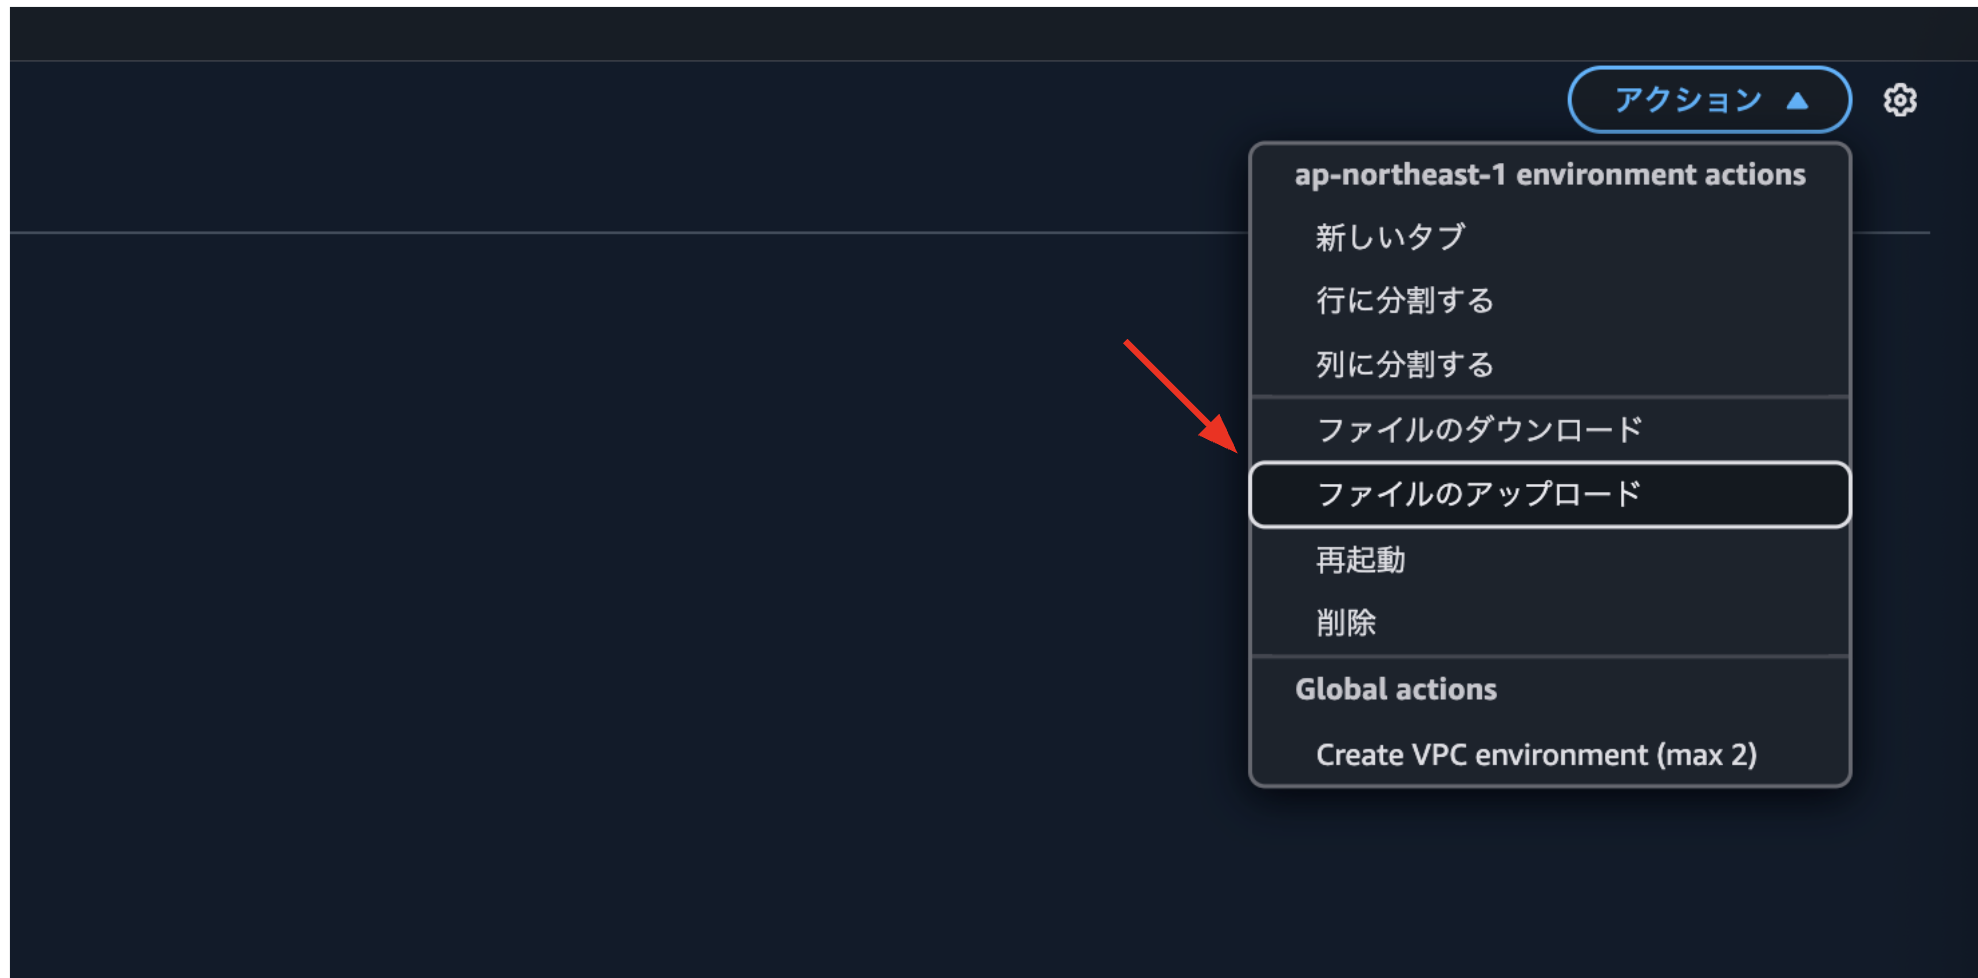 アクション
ap-northeast-1 environment actions
新しいタブ
行に分割する
列に分割する
ファイルのダウンロード
ファイルのアップロード
再起動
削除
Global actions
Create VPC environment (max 2)